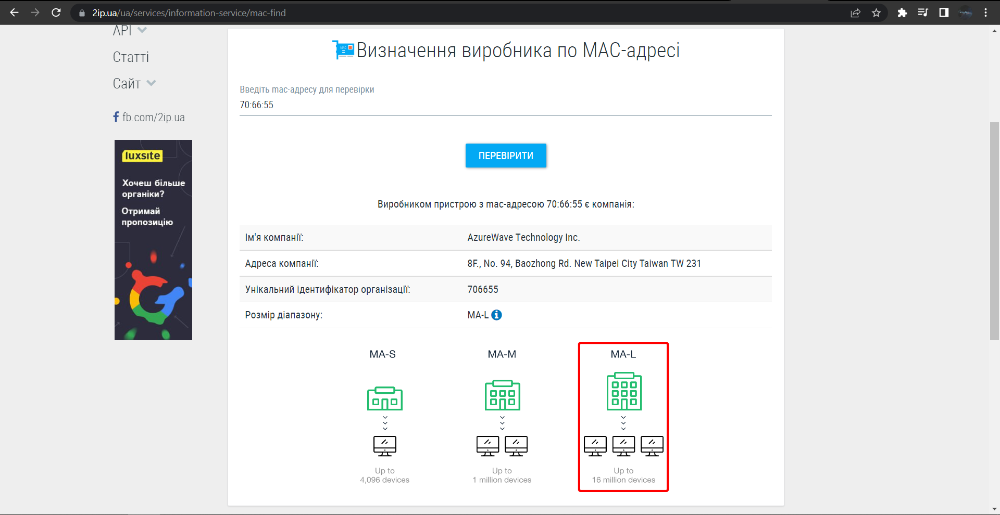 2ip.ua/ua/services/information-service/mac-find
API
Статті
Сайт
fb.com/2ip.ua
luxsite
Хочеш більше
органіки?
Отримай
пропозицію
MAC
Визначення виробника по MAC-адресі
Введіть mac-адресу для перевірки
70:66:55
ПЕРЕВІРИТИ
Виробником пристрою з mac-адресою 70:66:55 є компанія:
Ім'я компанії: AzureWave Technology Inc.
Адреса компанії: 8F., No. 94, Baozhong Rd. New Taipei City Taiwan TW 231
Унікальний ідентифікатор організації: 706655
Розмір діапазону: MA-L
MA-S MA-M MA-L
Up to Up to Up to
4,096 devices 1 million devices 16 million devices